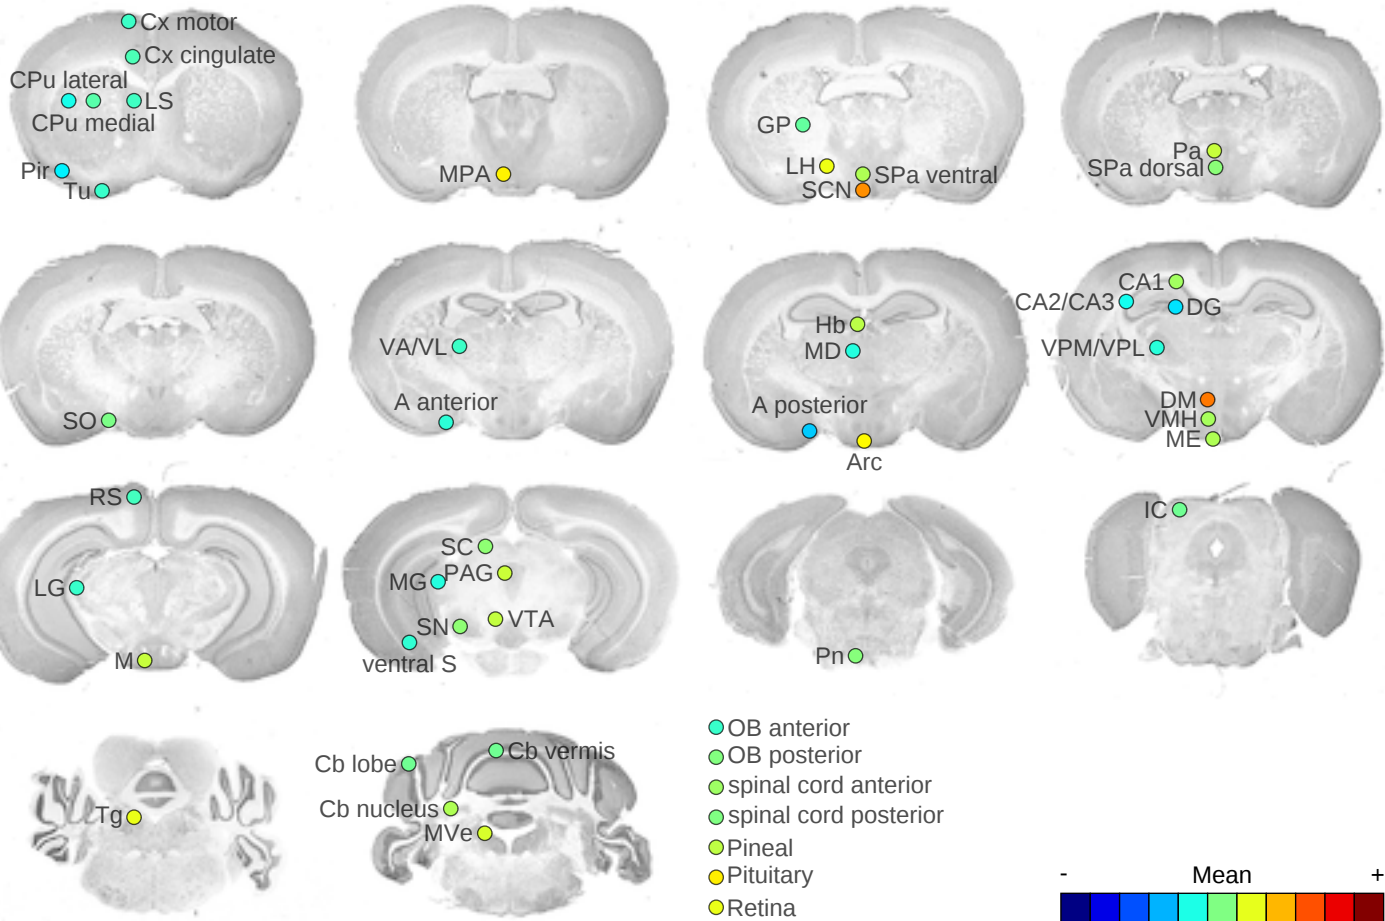 Cx motor
Cx cingulate
CPu lateral
LS
CPu medial
Pir
Tu
MPA
GP
LH
SPa ventral
SCN
Pa
SPa dorsal
SO
VA/VL
A anterior
Hb
MD
A posterior
Arc
CA1
CA2/CA3
DG
VPM/VPL
DM
VMH
ME
RS
LG
M
SC
MG
PAG
SN
VTA
ventral S
Pn
IC
Tg
Cb lobe
Cb vermis
Cb nucleus
MVe
OB anterior
OB posterior
spinal cord anterior
spinal cord posterior
Pineal
Pituitary
Retina
- Mean +